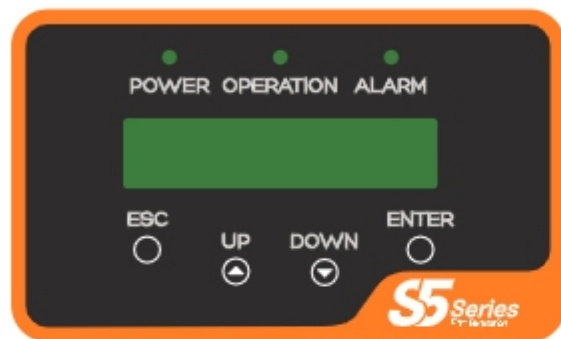 POWER OPERATION ALARM
ESC
UP
DOWN
ENTER
S5 Series